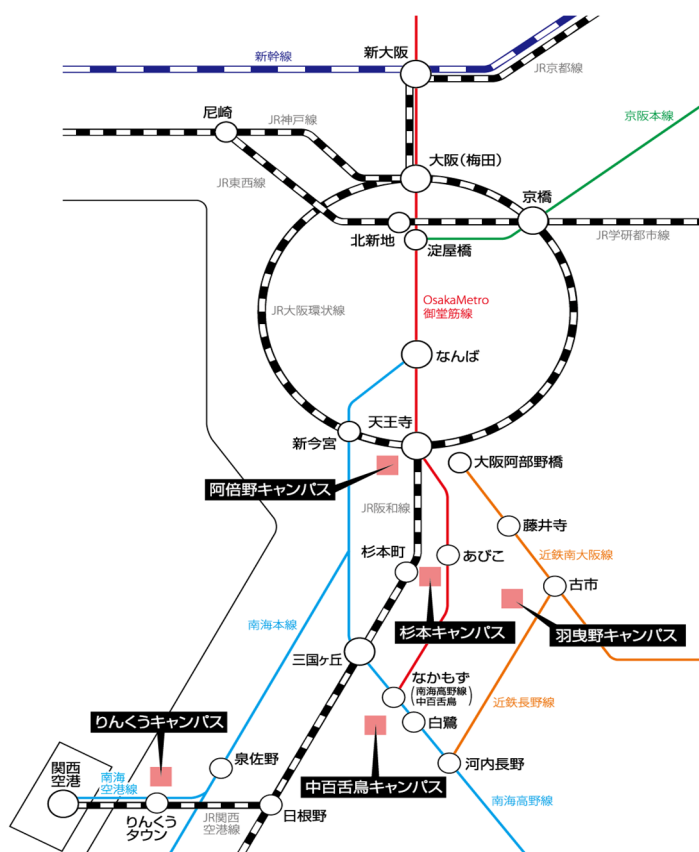 新幹線
新大阪
JR京都線
尼崎
JR神戸線
京阪本線
大阪(梅田)
JR東西線
京橋
北新地
淀屋橋
JR学研都市線
OsakaMetro
御堂筋線
JR大阪環状線
なんば
天王寺
新今宮
大阪阿部野橋
阿倍野キャンパス
JR阪和線
藤井寺
近鉄南大阪線
杉本町
あびこ
古市
南海本線
杉本キャンパス
羽曳野キャンパス
三国ヶ丘
なかもず
(南海高野線
中百舌鳥)
近鉄長野線
りんくうキャンパス
白鷺
泉佐野
河内長野
関西
空港
南海
空港線
中百舌鳥キャンパス
南海高野線
りんくう
タウン
JR関西
空港線
日根野